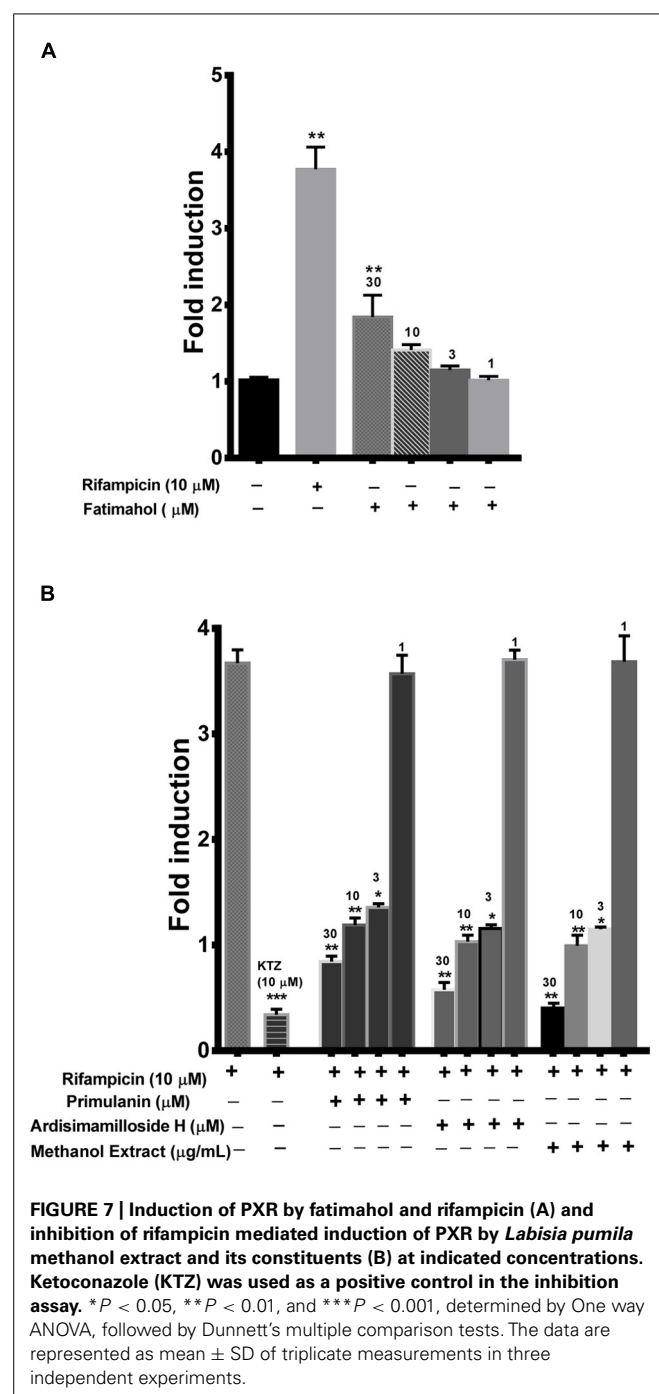 A
5
4
3
2
1
0
Fold induction
**
**
30
10
3
1
Rifampicin (10 μM) – + – – – –
Fatimahol ( μM) – – + + + +
B
4
3
2
1
0
Fold induction
KTZ
(10 μM)
***
30
**
10
**
3
*
1
30
**
10
**
3
*
1
30
**
10
**
3
*
1
Rifampicin (10 μM) + + + + + + + + + + + + + +
Primulanin (μM) – – + + + + – – – – – – – –
Ardisimamilloside H (μM) – – – – – – + + + + – – – –
Methanol Extract (μg/mL) – – – – – – – – – – + + + +
FIGURE 7 | Induction of PXR by fatimahol and rifampicin (A) and
inhibition of rifampicin mediated induction of PXR by Labisia pumila
methanol extract and its constituents (B) at indicated concentrations.
Ketoconazole (KTZ) was used as a positive control in the inhibition
assay. *P < 0.05, **P < 0.01, and ***P < 0.001, determined by One way
ANOVA, followed by Dunnett's multiple comparison tests. The data are
represented as mean ± SD of triplicate measurements in three
independent experiments.